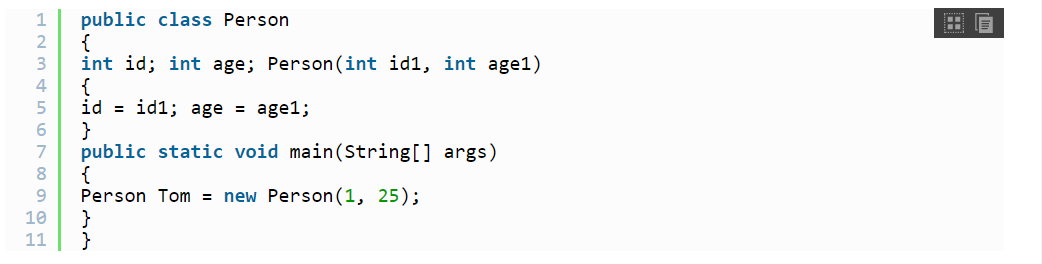 1 public class Person
2 {
3 int id; int age; Person(int id1, int age1)
4 {
5 id = id1; age = age1;
6 }
7 public static void main(String[] args)
8 {
9 Person Tom = new Person(1, 25);
10 }
11 }